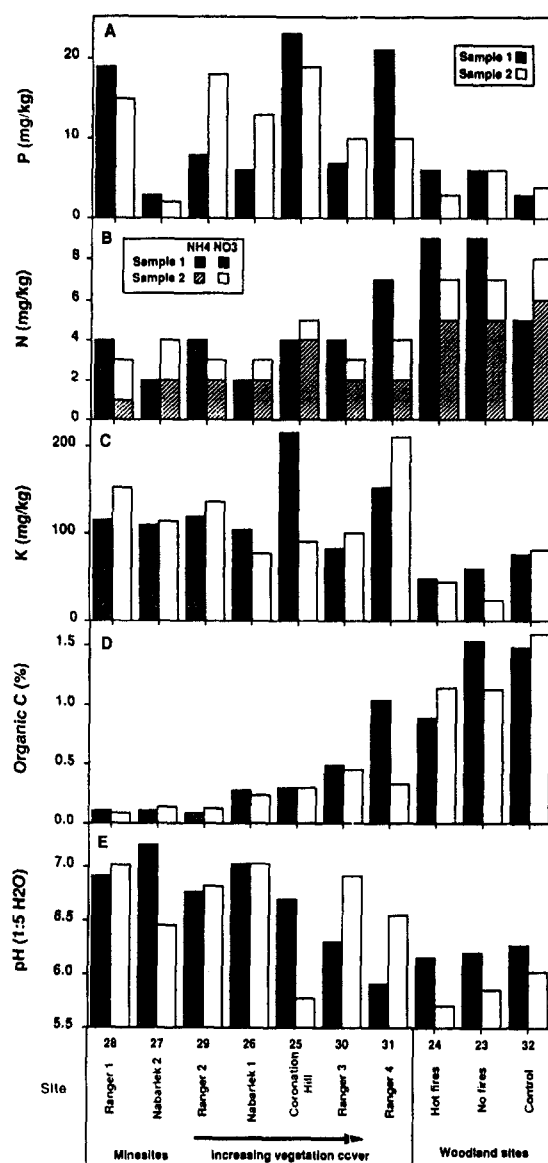 A
P (mg/kg)
20
10
0
Sample 1
Sample 2
B
N (mg/kg)
8
6
4
2
0
NH4 NO3
Sample 1
Sample 2
C
K (mg/kg)
200
100
0
D
Organic C (%)
1.5
1.0
0.5
0.0
E
pH (1:5 H2O)
7.0
6.5
6.0
5.5
Site
28 27 29 26 25 30 31 24 23 32
Ranger 1
Nabarlek 2
Ranger 2
Nabarlek 1
Coronation
Hill
Ranger 3
Ranger 4
Hot fires
No fires
Control
Minesites
Increasing vegetation cover
Woodland sites